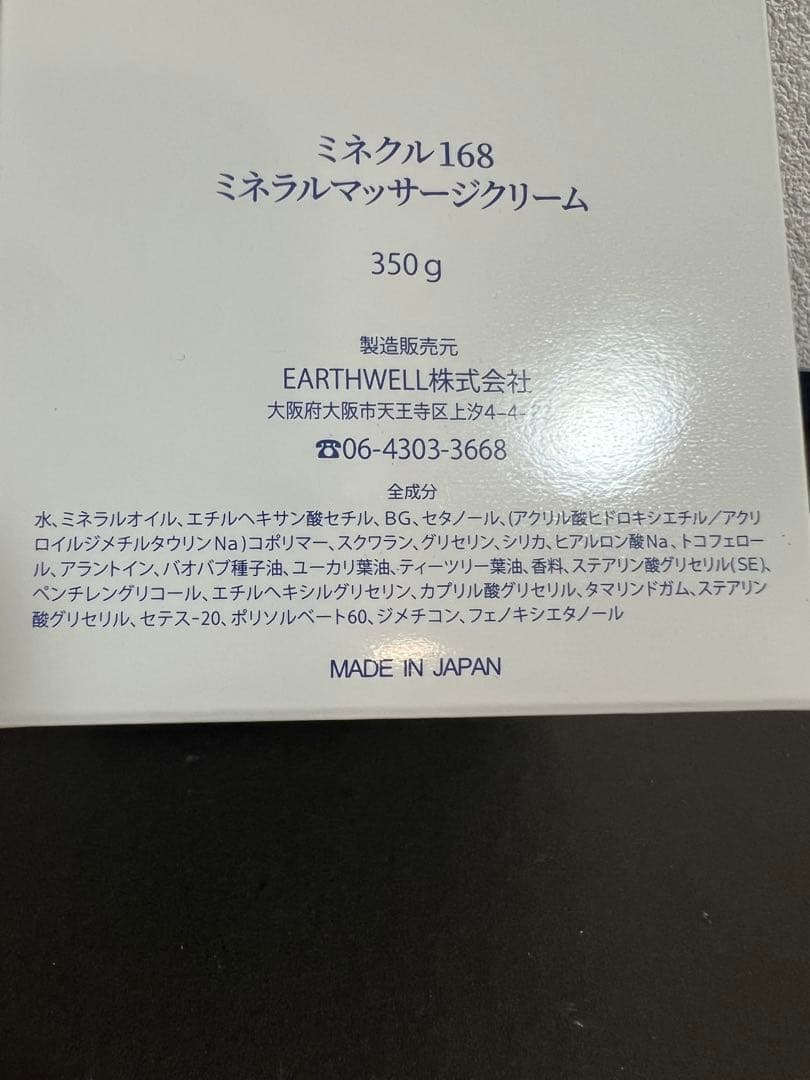 ミネクル168
ミネラルマッサージクリーム
350g
製造販売元
EARTHWELL株式会社
大阪府大阪市天王寺区上汐4-4-
☎06-4303-3668
全成分
水、ミネラルオイル、エチルヘキサン酸セチル、BG、セタノール、(アクリル酸ヒドロキシエチル／アクリ
ロイルジメチルタウリンNa)コポリマー、スクワラン、グリセリン、シリカ、ヒアルロン酸Na、トコフェロー
ル、アラントイン、バオバブ種子油、ユーカリ葉油、ティーツリー葉油、香料、ステアリン酸グリセリル(SE)、
ペンチレングリコール、エチルヘキシルグリセリン、カプリル酸グリセリル、タマリンドガム、ステアリン
酸グリセリル、セテス-20、ポリソルベート60、ジメチコン、フェノキシエタノール
MADE IN JAPAN